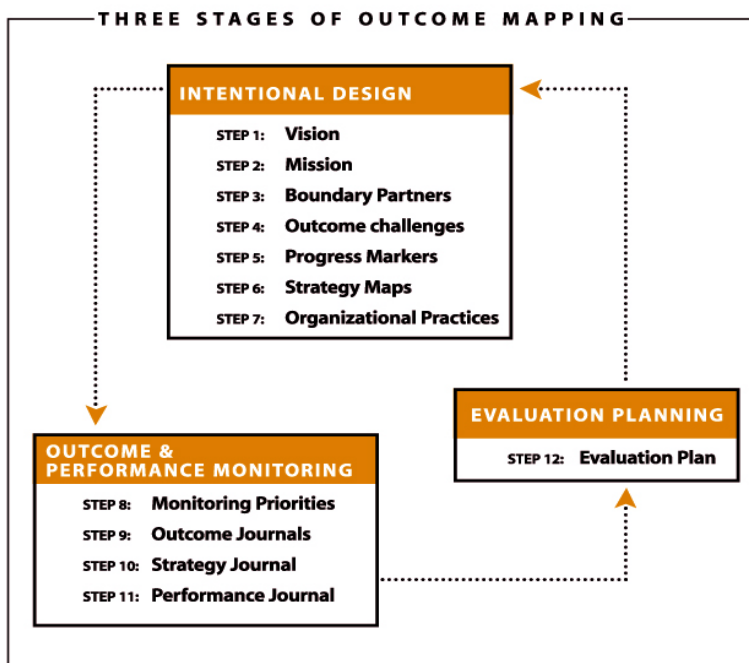 THREE STAGES OF OUTCOME MAPPING
INTENTIONAL DESIGN
STEP 1: Vision
STEP 2: Mission
STEP 3: Boundary Partners
STEP 4: Outcome challenges
STEP 5: Progress Markers
STEP 6: Strategy Maps
STEP 7: Organizational Practices
OUTCOME &
PERFORMANCE MONITORING
STEP 8: Monitoring Priorities
STEP 9: Outcome Journals
STEP 10: Strategy Journal
STEP 11: Performance Journal
EVALUATION PLANNING
STEP 12: Evaluation Plan